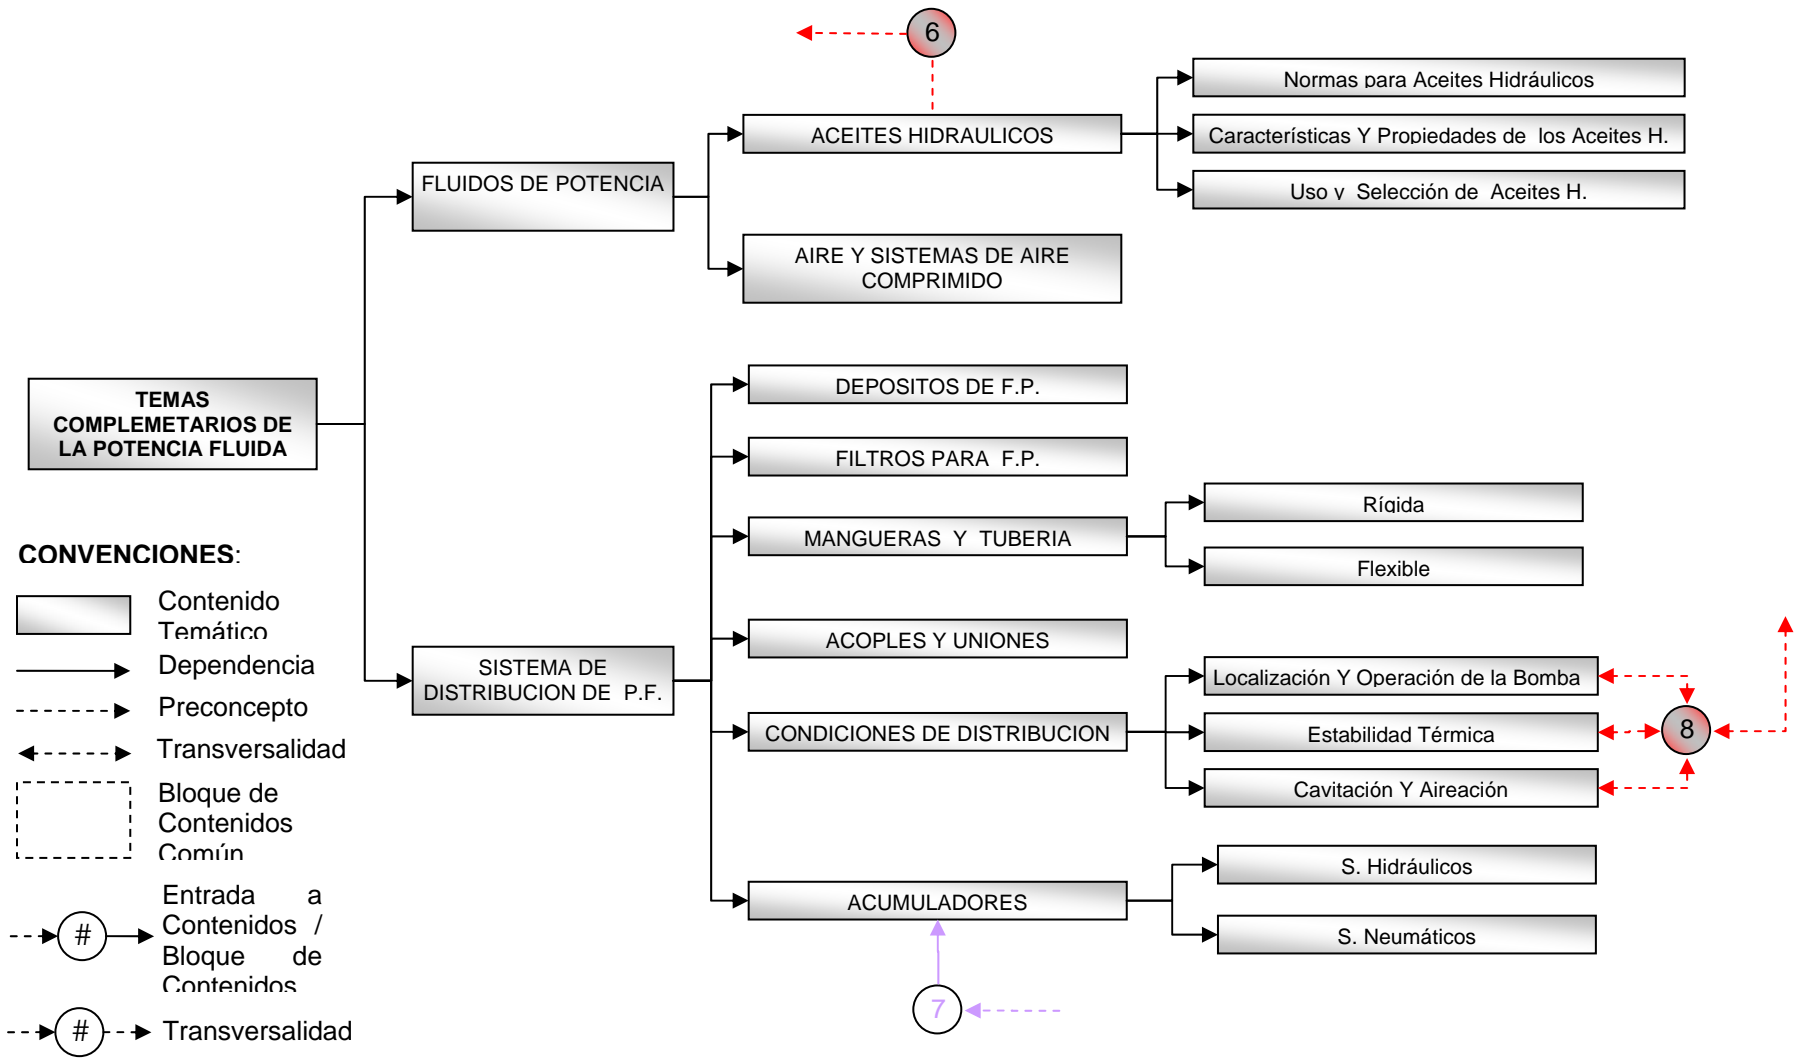 6
Normas para Aceites Hidráulicos
ACEITES HIDRAULICOS
Características Y Propiedades de los Aceites H.
FLUIDOS DE POTENCIA
Uso y Selección de Aceites H.
AIRE Y SISTEMAS DE AIRE
COMPRIMIDO
DEPOSITOS DE F.P.
TEMAS
COMPLEMETARIOS DE
LA POTENCIA FLUIDA
FILTROS PARA F.P.
Rígida
MANGUERAS Y TUBERIA
Flexible
ACOPLES Y UNIONES
SISTEMA DE
DISTRIBUCION DE P.F.
Localización Y Operación de la Bomba
CONDICIONES DE DISTRIBUCION
Estabilidad Térmica
8
Cavitación Y Aireación
S. Hidráulicos
ACUMULADORES
S. Neumáticos
7
CONVENCIONES:
Contenido
Temático
Dependencia
Preconcepto
Transversalidad
Bloque de
Contenidos
Común
Entrada a
Contenidos /
Bloque de
Contenidos
#
# Transversalidad